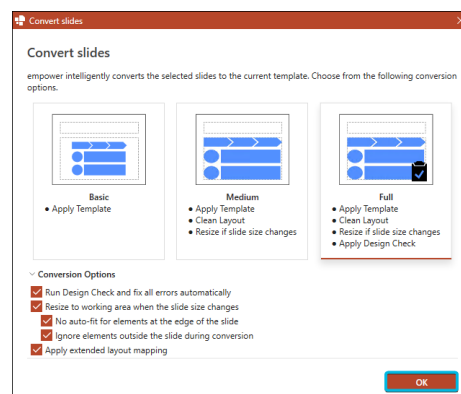 Convert slides
Convert slides
empower intelligently converts the selected slides to the current template. Choose from the following conversion
options.
Basic
• Apply Template
Medium
• Apply Template
• Clean Layout
• Resize if slide size changes
Full
• Apply Template
• Clean Layout
• Resize if slide size changes
• Apply Design Check
Conversion Options
Run Design Check and fix all errors automatically
Resize to working area when the slide size changes
No auto-fit for elements at the edge of the slide
Ignore elements outside the slide during conversion
Apply extended layout mapping
OK